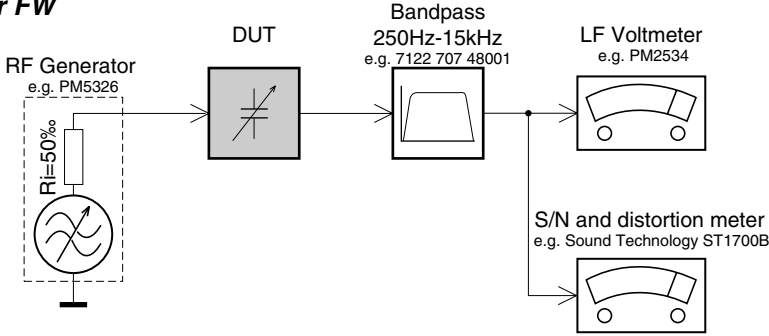 r FW
Bandpass
250Hz-15kHz
e.g. 7122 707 48001
DUT
LF Voltmeter
e.g. PM2534
RF Generator
e.g. PM5326
Ri=50‰
S/N and distortion meter
e.g. Sound Technology ST1700B